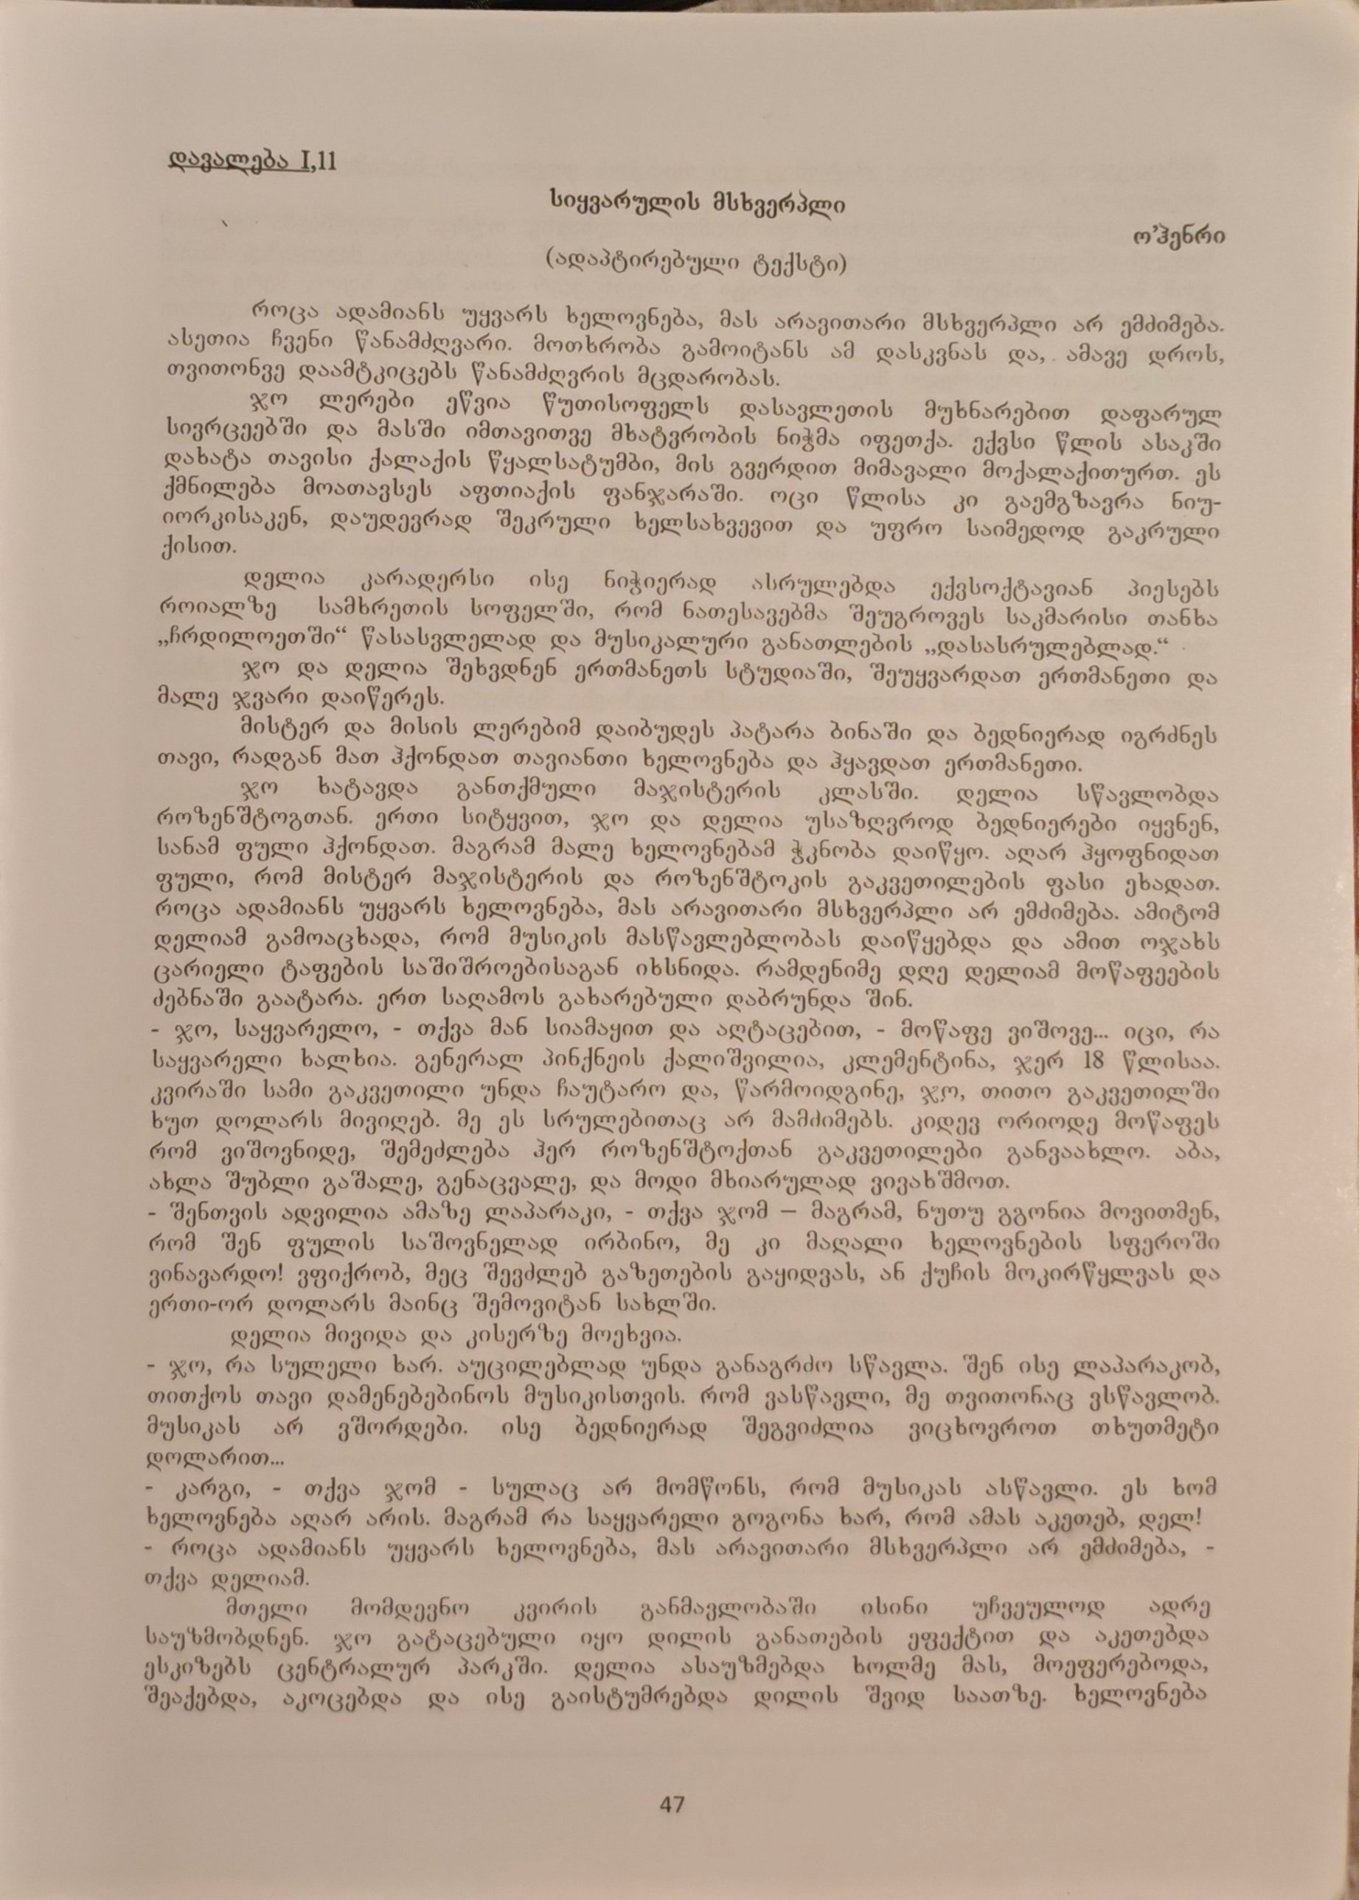 დავალება I,11
სიყვარულის მსხვერპლი
ო’ჰენრი
(ადაპტირებული ტექსტი)
როცა ადამიანს უყვარს ხელოვნება, მას არავითარი მსხვერპლი არ ემძიმება.
ასეთია ჩვენი წანამძღვარი. მოთხრობა გამოიტანს ამ დასკვნას და, ამავე დროს,
თვითონვე დაამტკიცებს წანამძღვრის მცდარობას.
ჯო ლერები ეწვია წუთისოფელს დასავლეთის მუხნარებით დაფარულ
სივრცეებში და მასში იმთავითვე მხატვრობის ნიჭმა იფეთქა. ექვსი წლის ასაკში
დახატა თავისი ქალაქის წყალსატუმბი, მის გვერდით მიმავალი მოქალაქითურთ. ეს
ქმნილება მოათავსეს აფთიაქის ფანჯარაში. ოცი წლისა კი გაემგზავრა ნიუ-
იორკისაკენ, დაუდევრად შეკრული ხელსახვევით და უფრო საიმედოდ გაკრული
ქისით.
დელია კარადერსი ისე ნიჭიერად ასრულებდა ექვსოქტავიან პიესებს
როიალზე სამხრეთის სოფელში, რომ ნათესავებმა შეუგროვეს საკმარისი თანხა
„ჩრდილოეთში“ წასასვლელად და მუსიკალური განათლების „დასასრულებლად.“
ჯო და დელია შეხვდნენ ერთმანეთს სტუდიაში, შეუყვარდათ ერთმანეთი და
მალე ჯვარი დაიწერეს.
მისტერ და მისის ლერებიმ დაიბუდეს პატარა ბინაში და ბედნიერად იგრძნეს
თავი, რადგან მათ ჰქონდათ თავიანთი ხელოვნება და ჰყავდათ ერთმანეთი.
ჯო ხატავდა განთქმული მაჯისტერის კლასში. დელია სწავლობდა
როზენშტოგთან. ერთი სიტყვით, ჯო და დელია უსაზღვროდ ბედნიერები იყვნენ,
სანამ ფული ჰქონდათ. მაგრამ მალე ხელოვნებამ ჭკნობა დაიწყო. აღარ ჰყოფნიდათ
ფული, რომ მისტერ მაჯისტერის და როზენშტოკის გაკვეთილების ფასი ეხადათ.
როცა ადამიანს უყვარს ხელოვნება, მას არავითარი მსხვერპლი არ ემძიმება. ამიტომ
დელიამ გამოაცხადა, რომ მუსიკის მასწავლებლობას დაიწყებდა და ამით ოჯახს
ცარიელი ტაფების საშიშროებისაგან იხსნიდა. რამდენიმე დღე დელიამ მოწაფეების
ძებნაში გაატარა. ერთ საღამოს გახარებული დაბრუნდა შინ.
- ჯო, საყვარელო, - თქვა მან სიამაყით და აღტაცებით, - მოწაფე ვიშოვე... იცი, რა
საყვარელი ხალხია. გენერალ პინქნეის ქალიშვილია, კლემენტინა, ჯერ 18 წლისაა.
კვირაში სამი გაკვეთილი უნდა ჩაუტარო და, წარმოიდგინე, ჯო, თითო გაკვეთილში
ხუთ დოლარს მივიღებ. მე ეს სრულებითაც არ მამძიმებს. კიდევ ორიოდე მოწაფეს
რომ ვიშოვნიდე, შემეძლება ჰერ როზენშტოქთან გაკვეთილები განვაახლო. აბა,
ახლა შუბლი გაშალე, გენაცვალე, და მოდი მხიარულად ვივახშმოთ.
- შენთვის ადვილია ამაზე ლაპარაკი, - თქვა ჯომ – მაგრამ, ნუთუ გგონია მოვითმენ,
რომ შენ ფულის საშოვნელად ირბინო, მე კი მაღალი ხელოვნების სფეროში
ვინავარდო! ვფიქრობ, მეც შევძლებ გაზეთების გაყიდვას, ან ქუჩის მოკირწყლვას და
ერთი-ორ დოლარს მაინც შემოვიტან სახლში.
დელია მივიდა და კისერზე მოეხვია.
- ჯო, რა სულელი ხარ. აუცილებლად უნდა განაგრძო სწავლა. შენ ისე ლაპარაკობ,
თითქოს თავი დამენებებინოს მუსიკისთვის. რომ ვასწავლი, მე თვითონაც ვსწავლობ.
მუსიკას არ ვშორდები. ისე ბედნიერად შეგვიძლია ვიცხოვროთ თხუთმეტი
დოლარით...
- კარგი, - თქვა ჯომ - სულაც არ მომწონს, რომ მუსიკას ასწავლი. ეს ხომ
ხელოვნება აღარ არის. მაგრამ რა საყვარელი გოგონა ხარ, რომ ამას აკეთებ, დელ!
- როცა ადამიანს უყვარს ხელოვნება, მას არავითარი მსხვერპლი არ ემძიმება, -
თქვა დელიამ.
მთელი მომდევნო კვირის განმავლობაში ისინი უჩვეულოდ ადრე
საუზმობდნენ. ჯო გატაცებული იყო დილის განათების ეფექტით და აკეთებდა
ესკიზებს ცენტრალურ პარკში. დელია ასაუზმებდა ხოლმე მას, მოეფერებოდა,
შეაქებდა, აკოცებდა და ისე გაისტუმრებდა დილის შვიდ საათზე. ხელოვნება
47